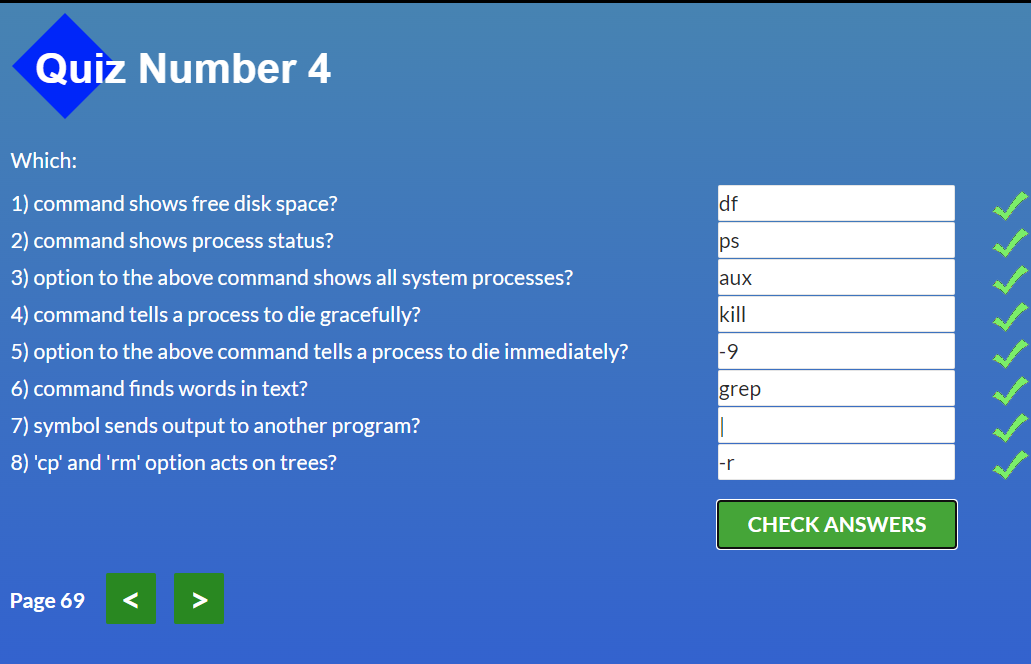 Quiz Number 4
Which:
1) command shows free disk space? df
2) command shows process status? ps
3) option to the above command shows all system processes? aux
4) command tells a process to die gracefully? kill
5) option to the above command tells a process to die immediately? -9
6) command finds words in text? grep
7) symbol sends output to another program? |
8) 'cp' and 'rm' option acts on trees? -r
CHECK ANSWERS
Page 69 < >